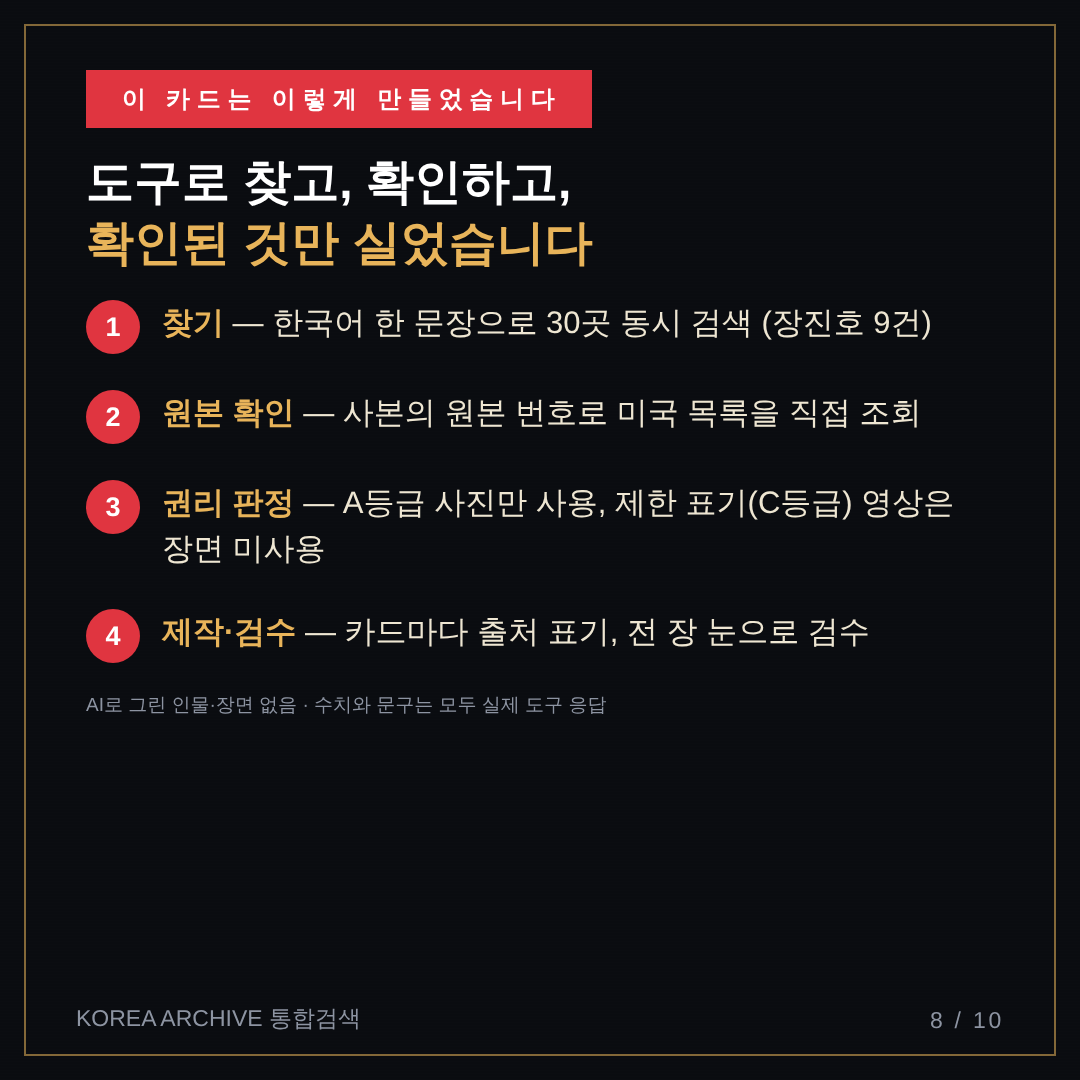 이 카드는 이렇게 만들었습니다
도구로 찾고, 확인하고,
확인된 것만 실었습니다
1 찾기 — 한국어 한 문장으로 30곳 동시 검색 (장진호 9건)
2 원본 확인 — 사본의 원본 번호로 미국 목록을 직접 조회
3 권리 판정 — A등급 사진만 사용, 제한 표기(C등급) 영상은
장면 미사용
4 제작·검수 — 카드마다 출처 표기, 전 장 눈으로 검수
AI로 그린 인물·장면 없음 · 수치와 문구는 모두 실제 도구 응답
KOREA ARCHIVE 통합검색
8 / 10